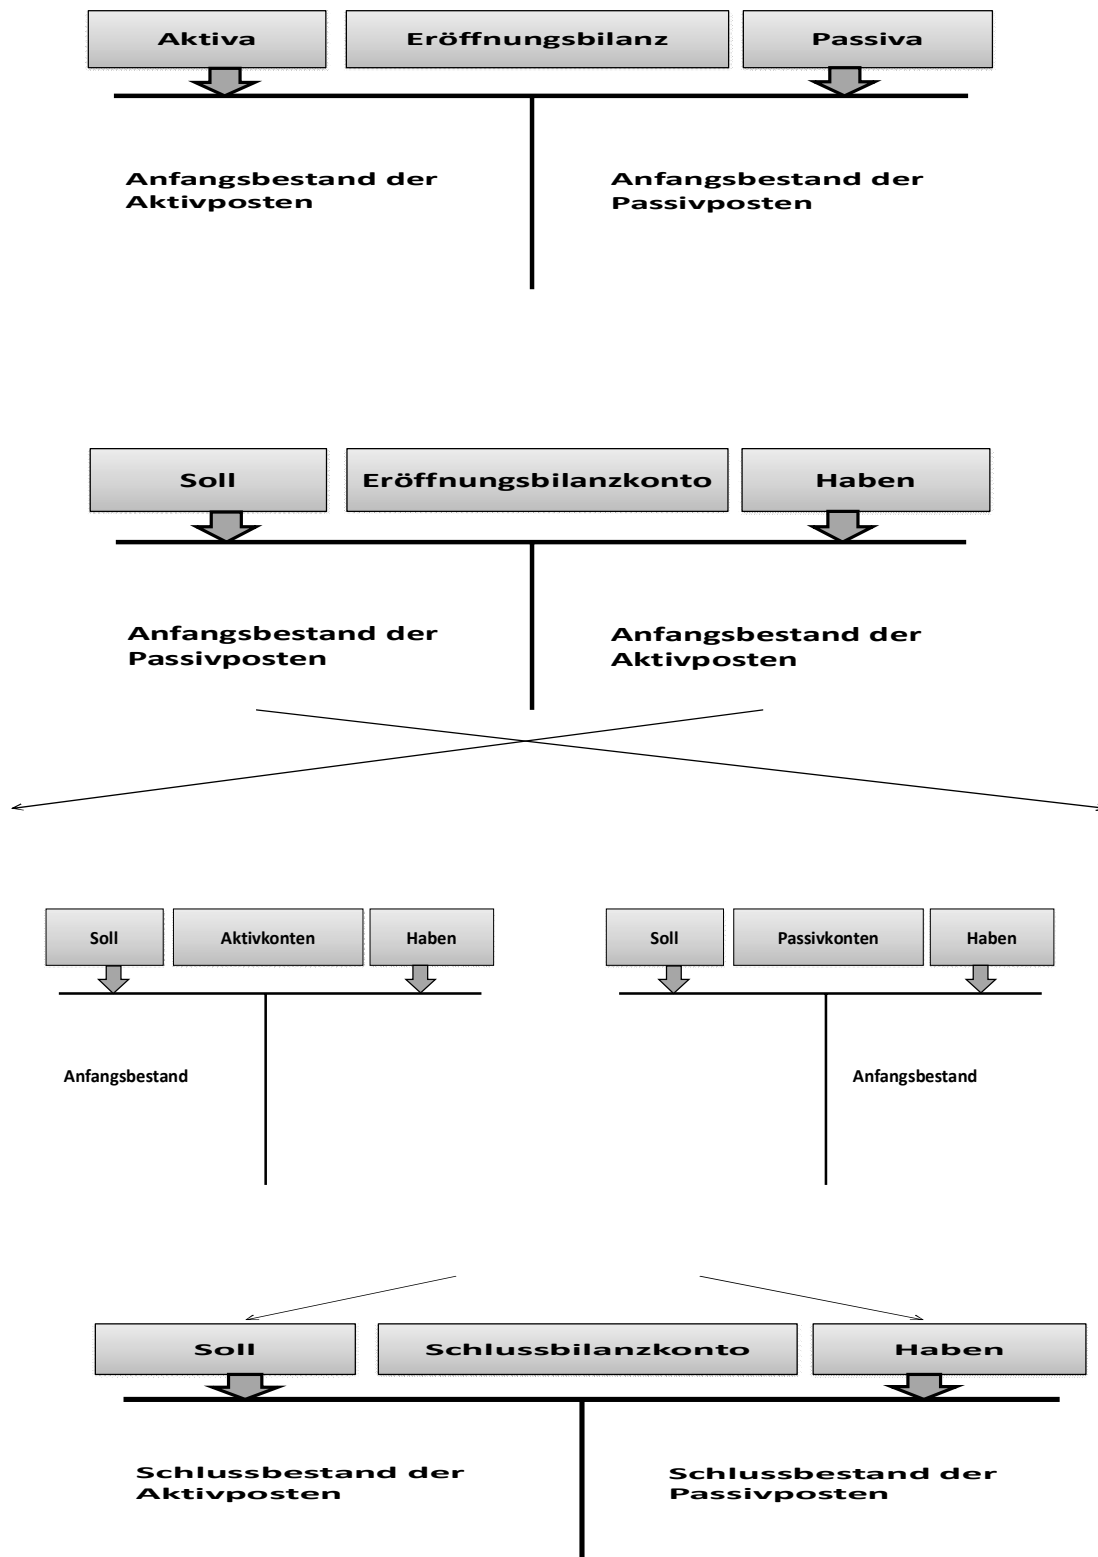 Aktiva
Eröffnungsbilanz
Passiva
Anfangsbestand der
Aktivposten
Anfangsbestand der
Passivposten
Soll
Eröffnungsbilanzkonto
Haben
Anfangsbestand der
Passivposten
Anfangsbestand der
Aktivposten
Soll
Aktivkonten
Haben
Anfangsbestand
Soll
Passivkonten
Haben
Anfangsbestand
Soll
Schlussbilanzkonto
Haben
Schlussbestand der
Aktivposten
Schlussbestand der
Passivposten